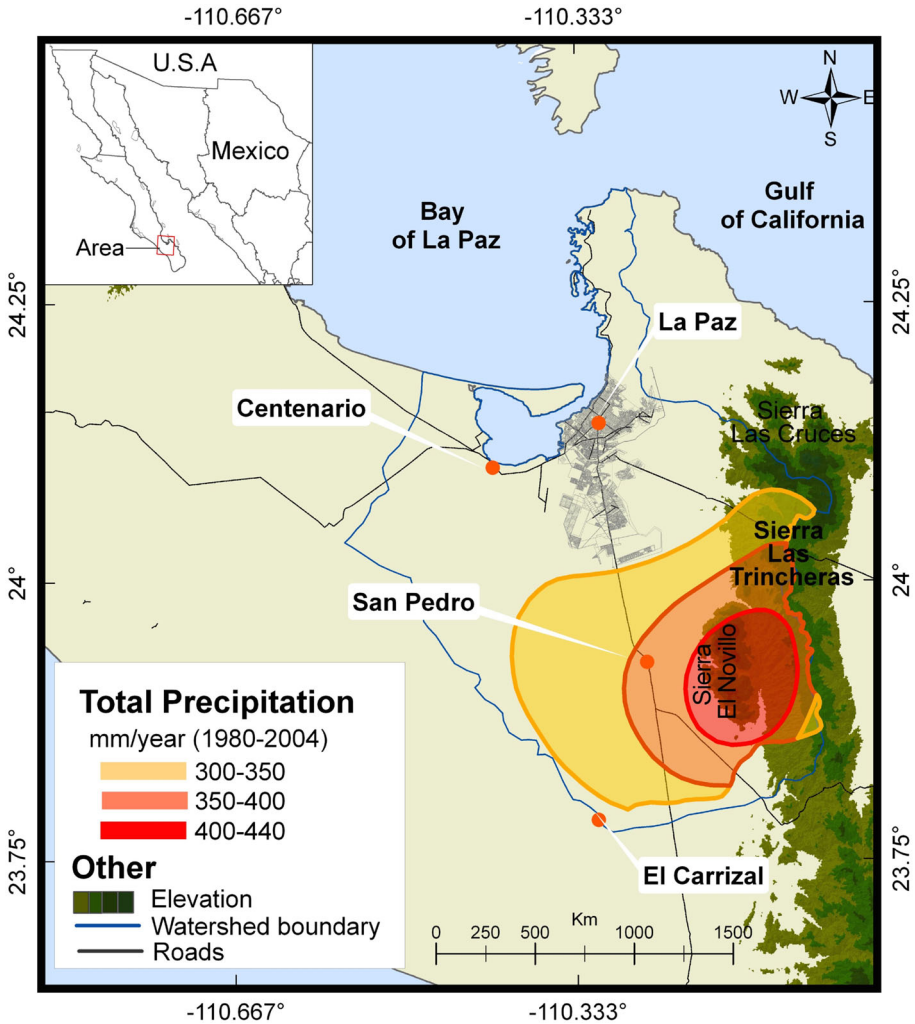 -110.667°
-110.333°
U.S.A
Mexico
Area
N
W
E
S
Bay
of La Paz
Gulf
of California
24.25°
24.25°
La Paz
Centenario
Sierra
Las Cruces
Sierra
Las
Trincheras
24°
24°
San Pedro
Sierra
El Novillo
Total Precipitation
mm/year (1980-2004)
300-350
350-400
400-440
Other
Elevation
Watershed boundary
Roads
23.75°
23.75°
El Carrizal
Km
0 250 500 1000 1500
-110.667°
-110.333°